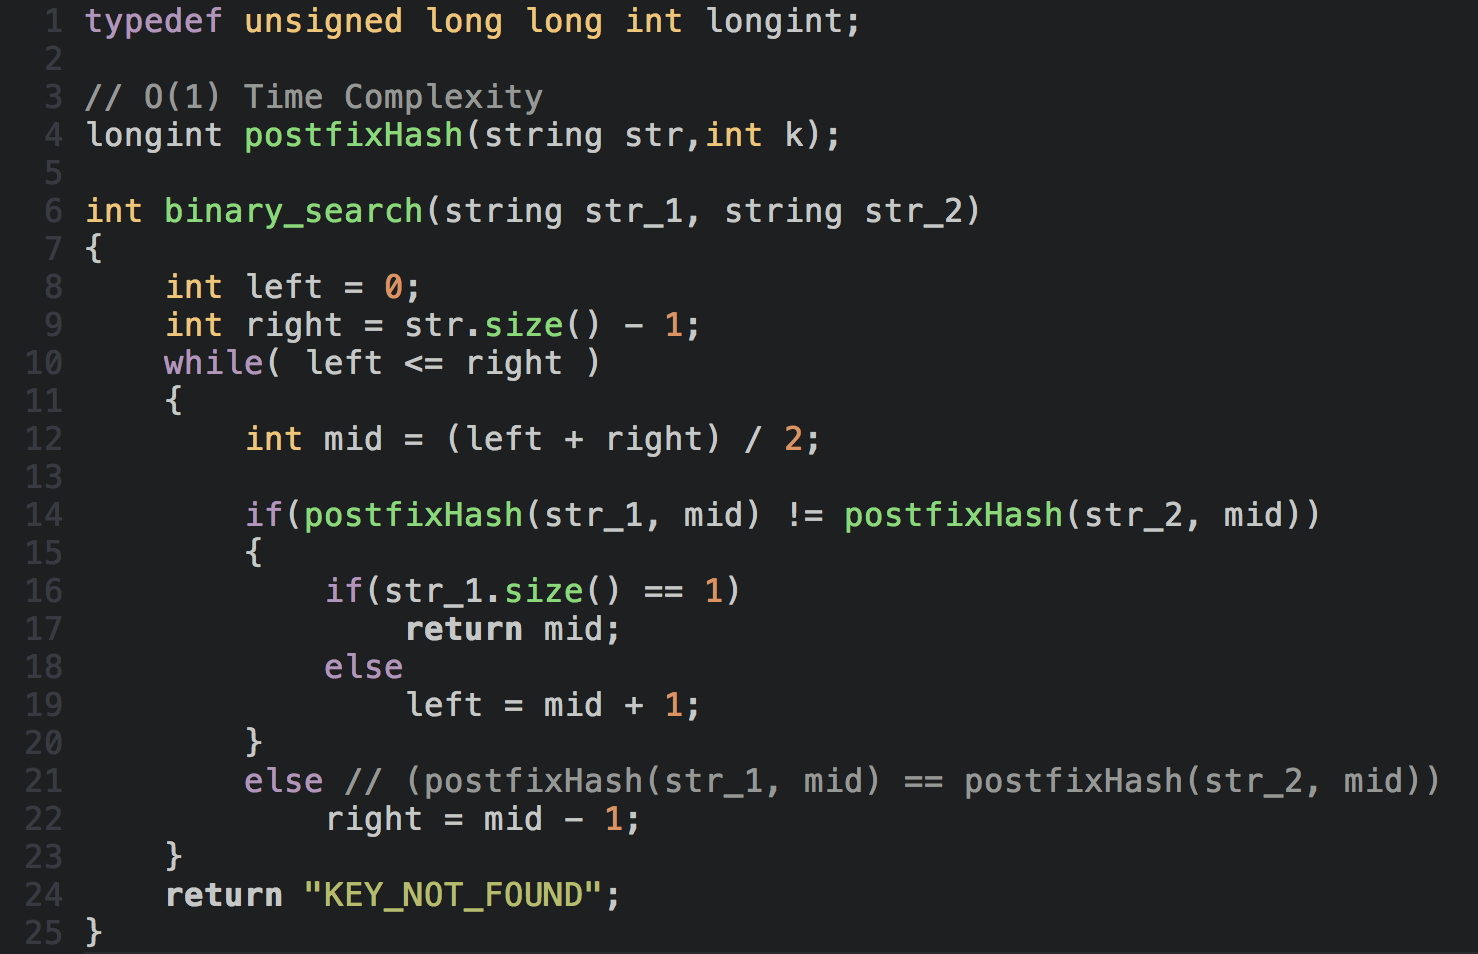 1 typedef unsigned long long int longint;
2
3 // O(1) Time Complexity
4 longint postfixHash(string str,int k);
5
6 int binary_search(string str_1, string str_2)
7 {
8     int left = 0;
9     int right = str.size() - 1;
10     while( left <= right )
11     {
12         int mid = (left + right) / 2;
13
14         if(postfixHash(str_1, mid) != postfixHash(str_2, mid))
15         {
16             if(str_1.size() == 1)
17                 return mid;
18             else
19                 left = mid + 1;
20         }
21         else // (postfixHash(str_1, mid) == postfixHash(str_2, mid))
22             right = mid - 1;
23     }
24     return "KEY_NOT_FOUND";
25 }